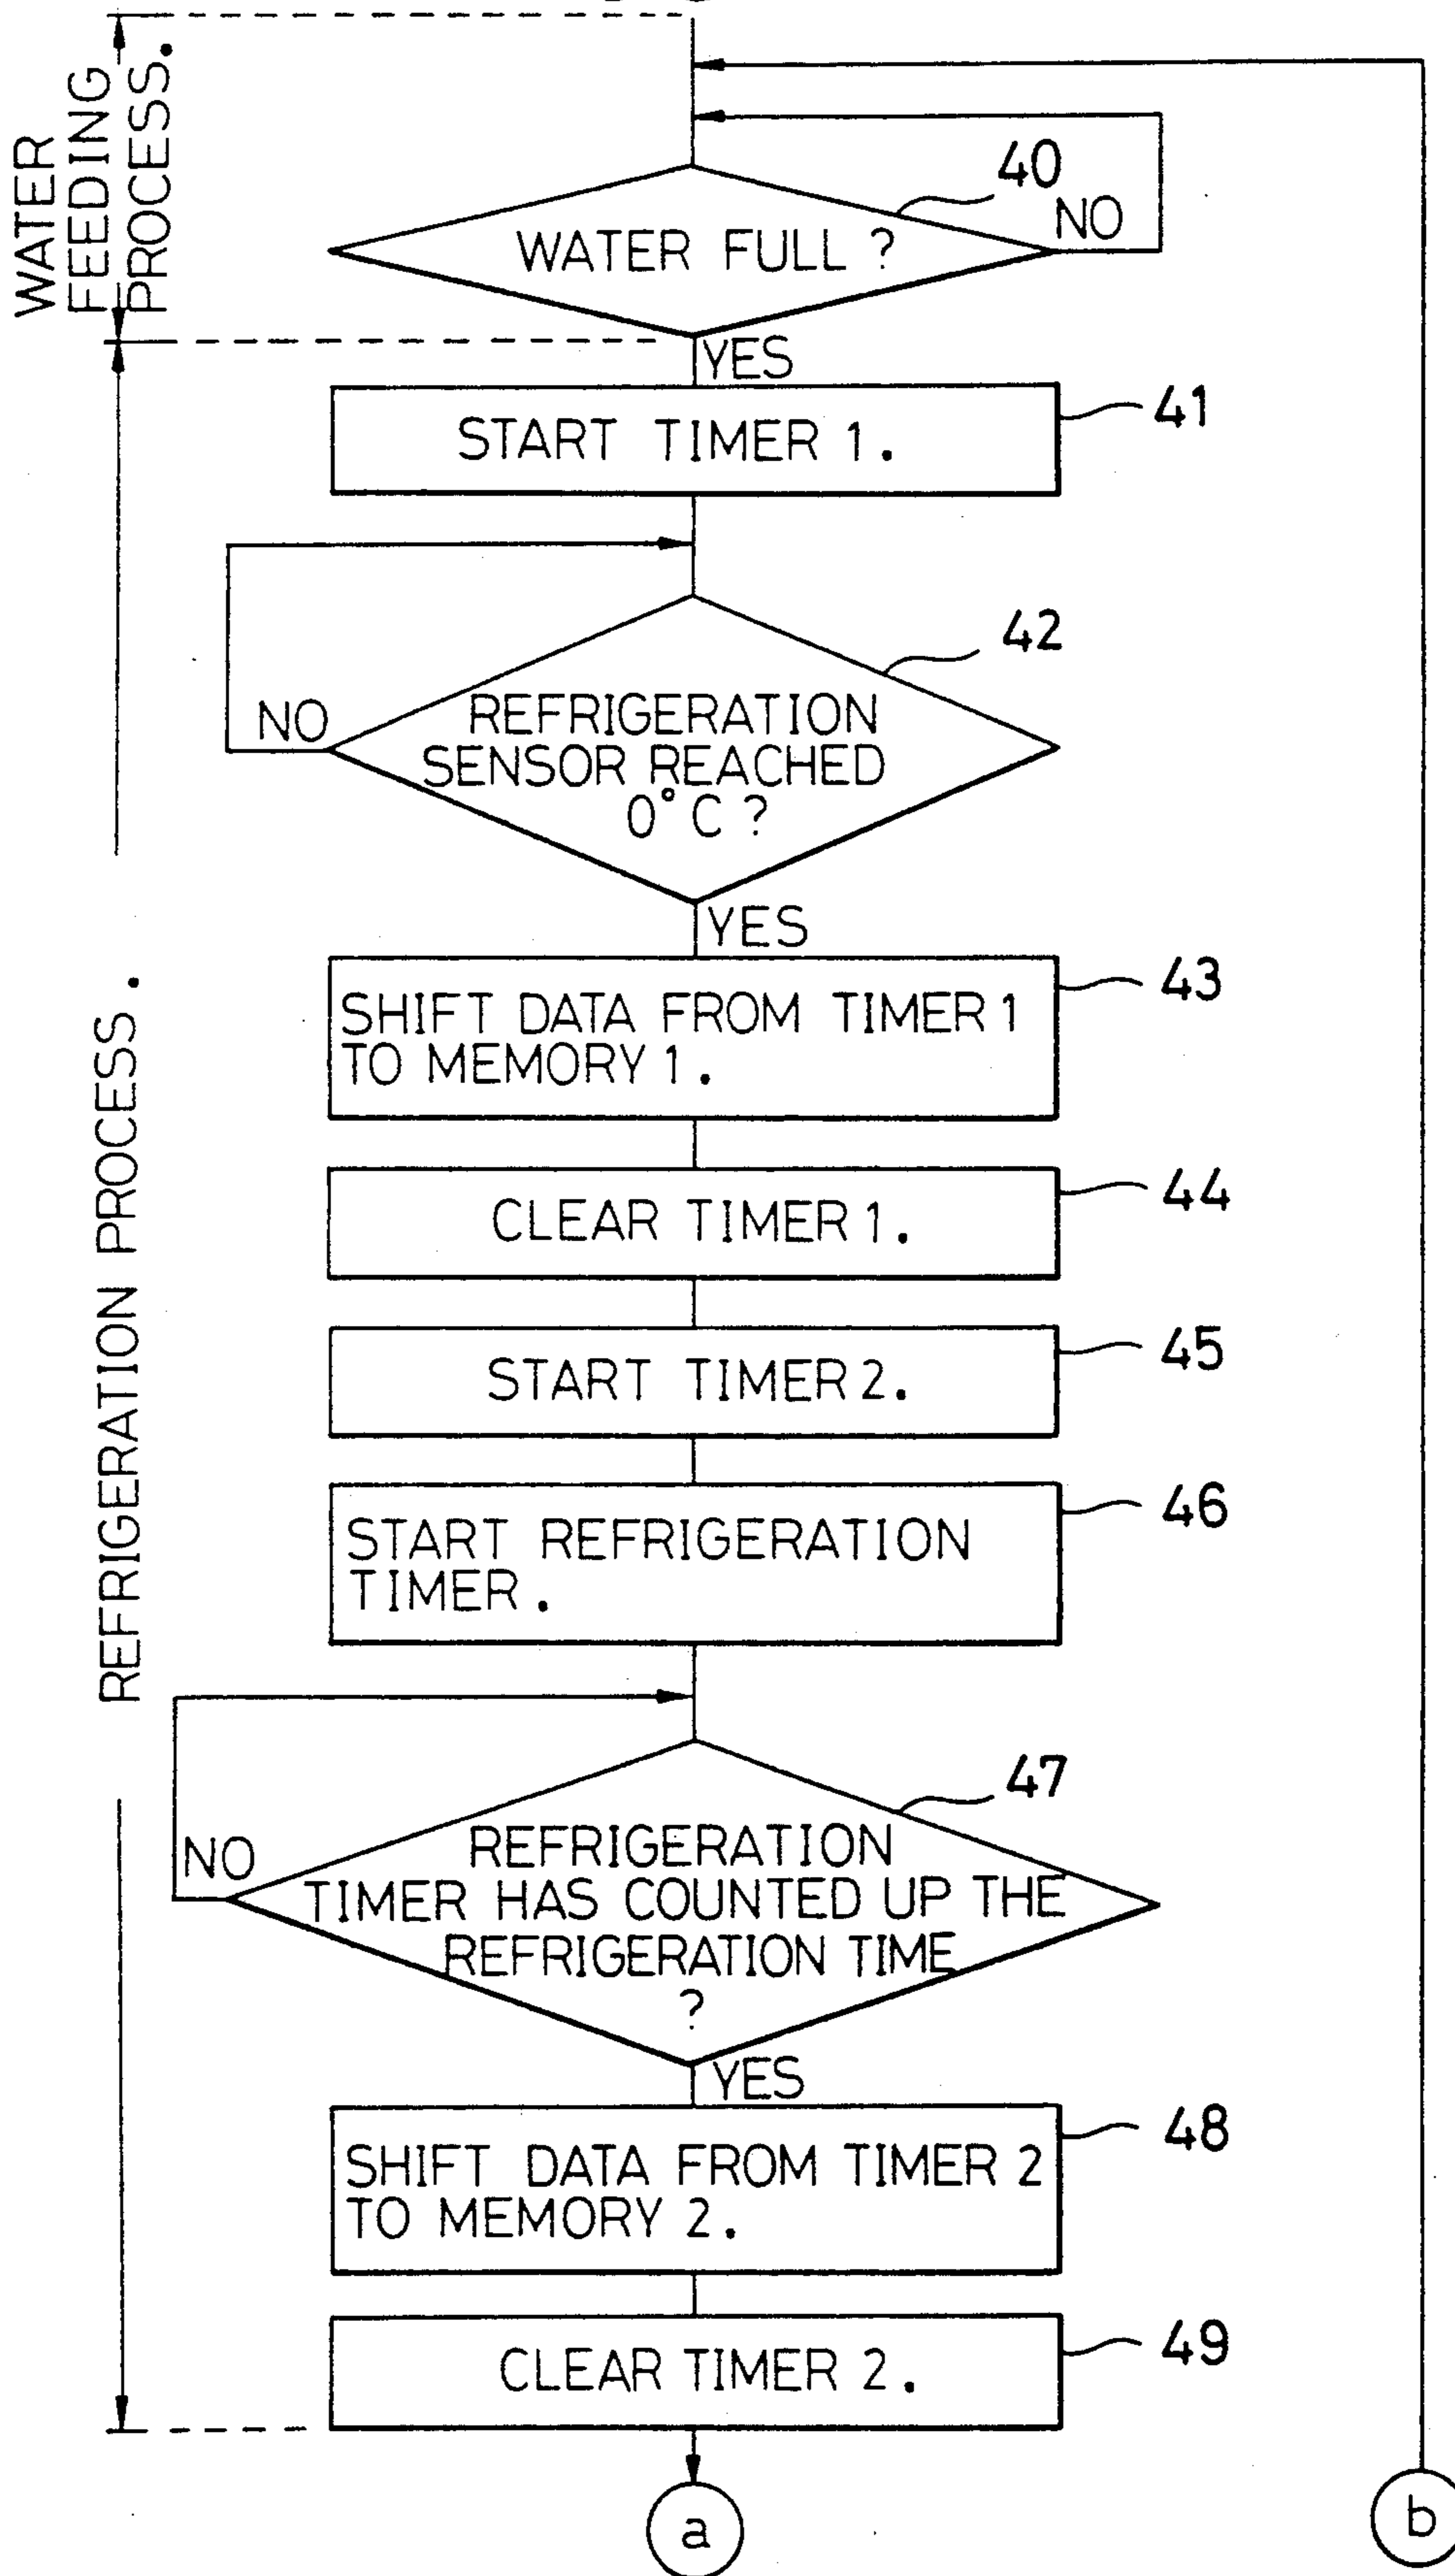 WATER
FEEDING
PROCESS.
40
WATER FULL ?
NO
YES
START TIMER 1.
41
42
REFRIGERATION
SENSOR REACHED
0°C ?
NO
YES
SHIFT DATA FROM TIMER 1
TO MEMORY 1.
43
CLEAR TIMER 1.
44
START TIMER 2.
45
START REFRIGERATION
TIMER.
46
REFRIGERATION PROCESS.
47
REFRIGERATION
TIMER HAS COUNTED UP THE
REFRIGERATION TIME
?
NO
YES
SHIFT DATA FROM TIMER 2
TO MEMORY 2.
48
CLEAR TIMER 2.
49
a
b